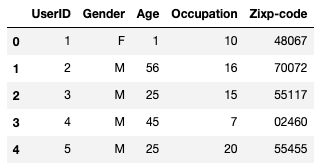 UserID Gender Age Occupation Zixp-code
0 1 F 1 10 48067
1 2 M 56 16 70072
2 3 M 25 15 55117
3 4 M 45 7 02460
4 5 M 25 20 55455